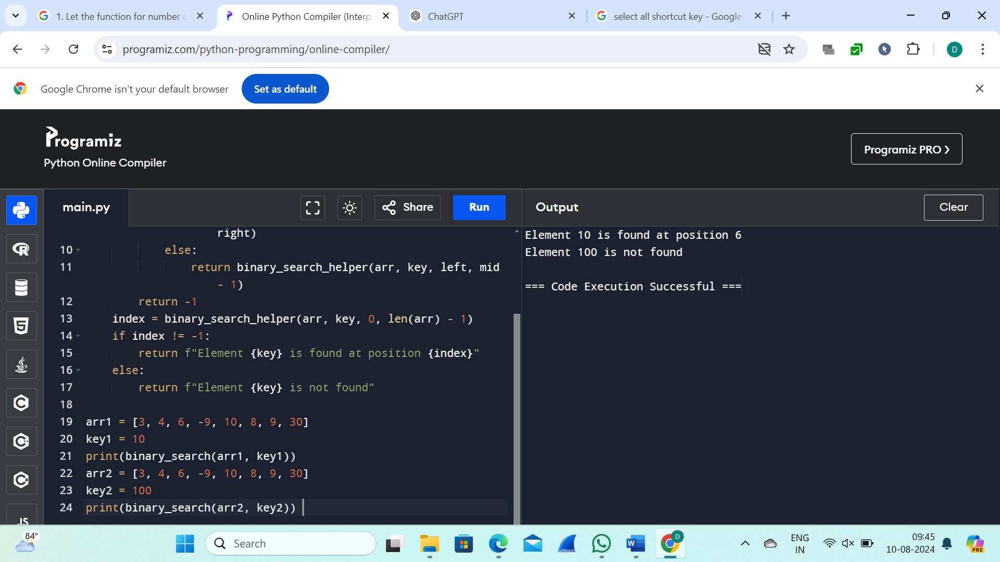 1. Let the function for number c
Online Python Compiler (Interp
ChatGPT
select all shortcut key - Google
programiz.com/python-programming/online-compiler/
D
Google Chrome isn't your default browser
Set as default
Programiz
Python Online Compiler
Programiz PRO ❯
main.py
Share
Run
Output
Clear
right)
10 else:
11 return binary_search_helper(arr, key, left, mid
- 1)
12 return -1
13 index = binary_search_helper(arr, key, 0, len(arr) - 1)
14 if index != -1:
15 return f"Element {key} is found at position {index}"
16 else:
17 return f"Element {key} is not found"
18
19 arr1 = [3, 4, 6, -9, 10, 8, 9, 30]
20 key1 = 10
21 print(binary_search(arr1, key1))
22 arr2 = [3, 4, 6, -9, 10, 8, 9, 30]
23 key2 = 100
24 print(binary_search(arr2, key2))
Element 10 is found at position 6
Element 100 is not found
=== Code Execution Successful ===
JS
84°
Search
W
D
ENG
IN
09:45
10-08-2024
PRE